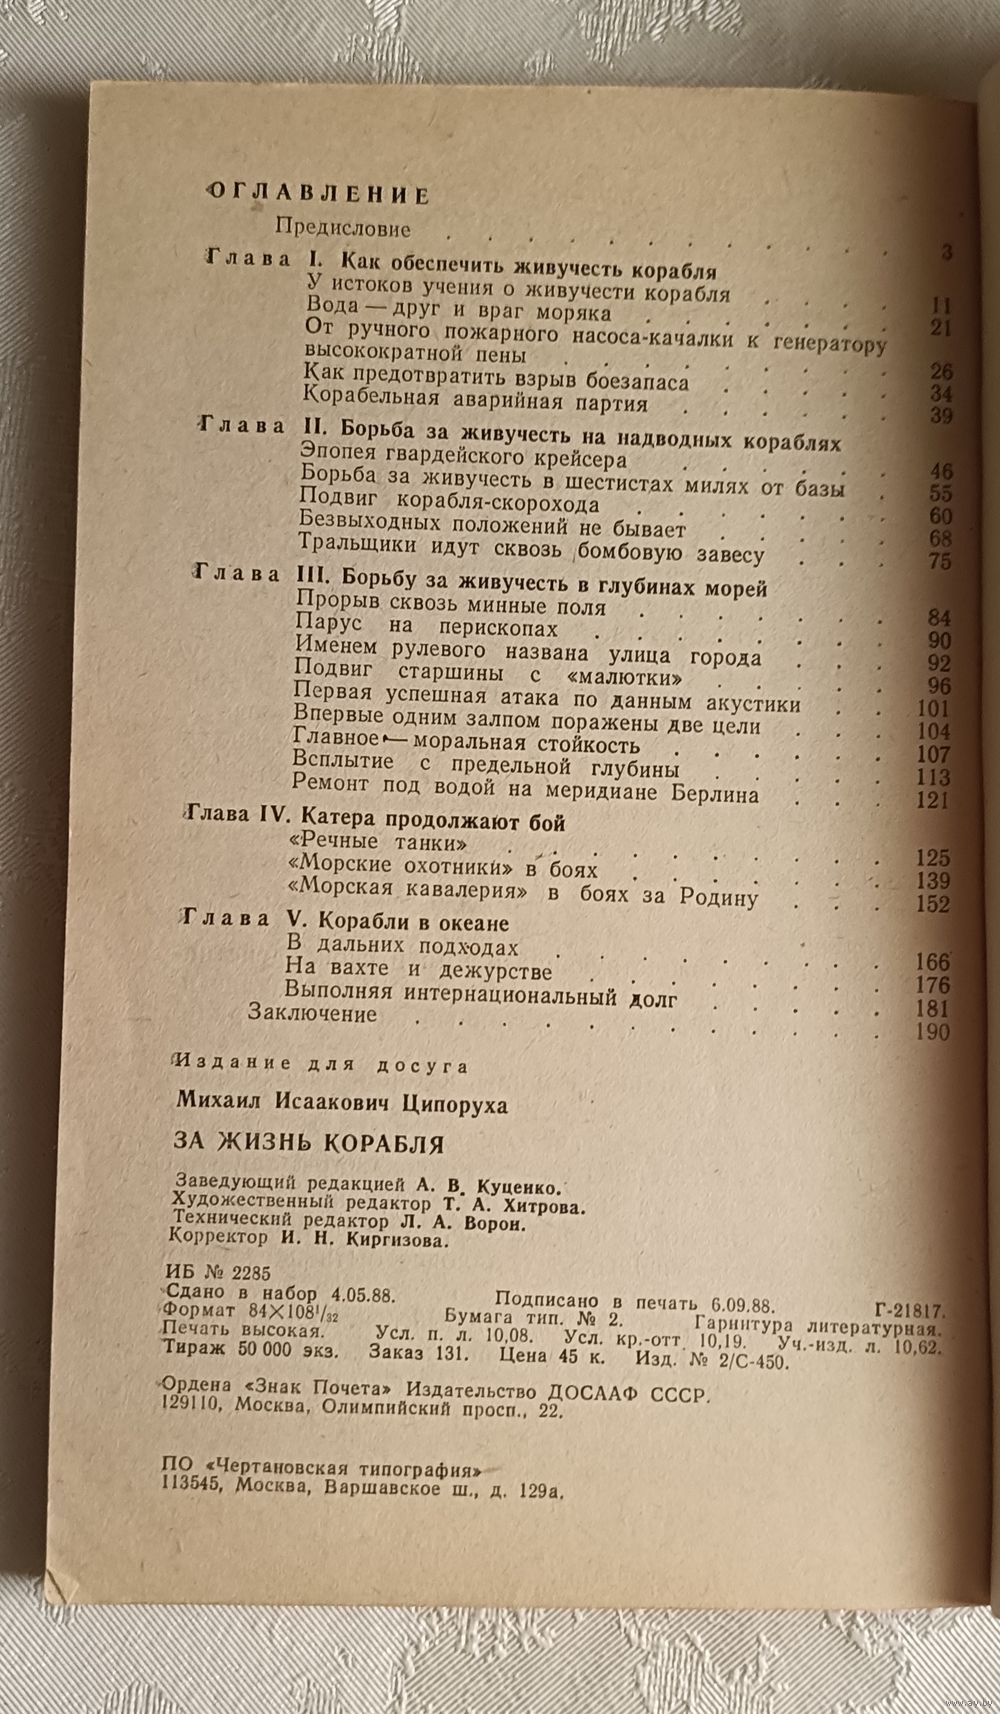 ОГЛАВЛЕНИЕ
Предисловие . . . . . . . . . . . 3
Глава I. Как обеспечить живучесть корабля
У истоков учения о живучести корабля . . . . 11
Вода — друг и враг моряка . . . . . . . 21
От ручного пожарного насоса-качалки к генератору
высокократной пены . . . . . . . . . 26
Как предотвратить взрыв боезапаса . . . . . 34
Корабельная аварийная партия . . . . . . 39
Глава II. Борьба за живучесть на надводных кораблях
Эпопея гвардейского крейсера . . . . . . 46
Борьба за живучесть в шестистах милях от базы . 55
Подвиг корабля-скорохода . . . . . . . 60
Безвыходных положений не бывает . . . . . 68
Тральщики идут сквозь бомбовую завесу . . . 75
Глава III. Борьбу за живучесть в глубинах морей
Прорыв сквозь минные поля . . . . . . . 84
Парус на перископах . . . . . . . . 90
Именем рулевого названа улица города . . . 92
Подвиг старшины с «малютки» . . . . . 96
Первая успешная атака по данным акустики . . 101
Впервые одним залпом поражены две цели . . . 104
Главное — моральная стойкость . . . . . . 107
Всплытие с предельной глубины . . . . . 113
Ремонт под водой на меридиане Берлина . . . 121
Глава IV. Катера продолжают бой
«Речные танки» . . . . . . . . . . 125
«Морские охотники» в боях . . . . . . . 139
«Морская кавалерия» в боях за Родину . . . 152
Глава V. Корабли в океане
В дальних подходах . . . . . . . . . 166
На вахте и дежурстве . . . . . . . . 176
Выполняя интернациональный долг . . . . . 181
Заключение . . . . . . . . . . . 190
Издание для досуга
Михаил Исаакович Ципоруха
ЗА ЖИЗНЬ КОРАБЛЯ
Заведующий редакцией А. В. Куценко.
Художественный редактор Т. А. Хитрова.
Технический редактор Л. А. Ворон.
Корректор И. Н. Киргизова.
ИБ № 2285
Сдано в набор 4.05.88. Подписано в печать 6.09.88. Г-21817.
Формат 84×108¹/₃₂ Бумага тип. № 2. Гарнитура литературная.
Печать высокая. Усл. п. л. 10,08. Усл. кр.-отт. 10,19. Уч.-изд. л. 10,62.
Тираж 50 000 экз. Заказ 131. Цена 45 к. Изд. № 2/С-450.
Ордена «Знак Почета» Издательство ДОСААФ СССР.
129110, Москва, Олимпийский просп., 22.
ПО «Чертановская типография»
113545, Москва, Варшавское ш., д. 129а.
www.ay.by